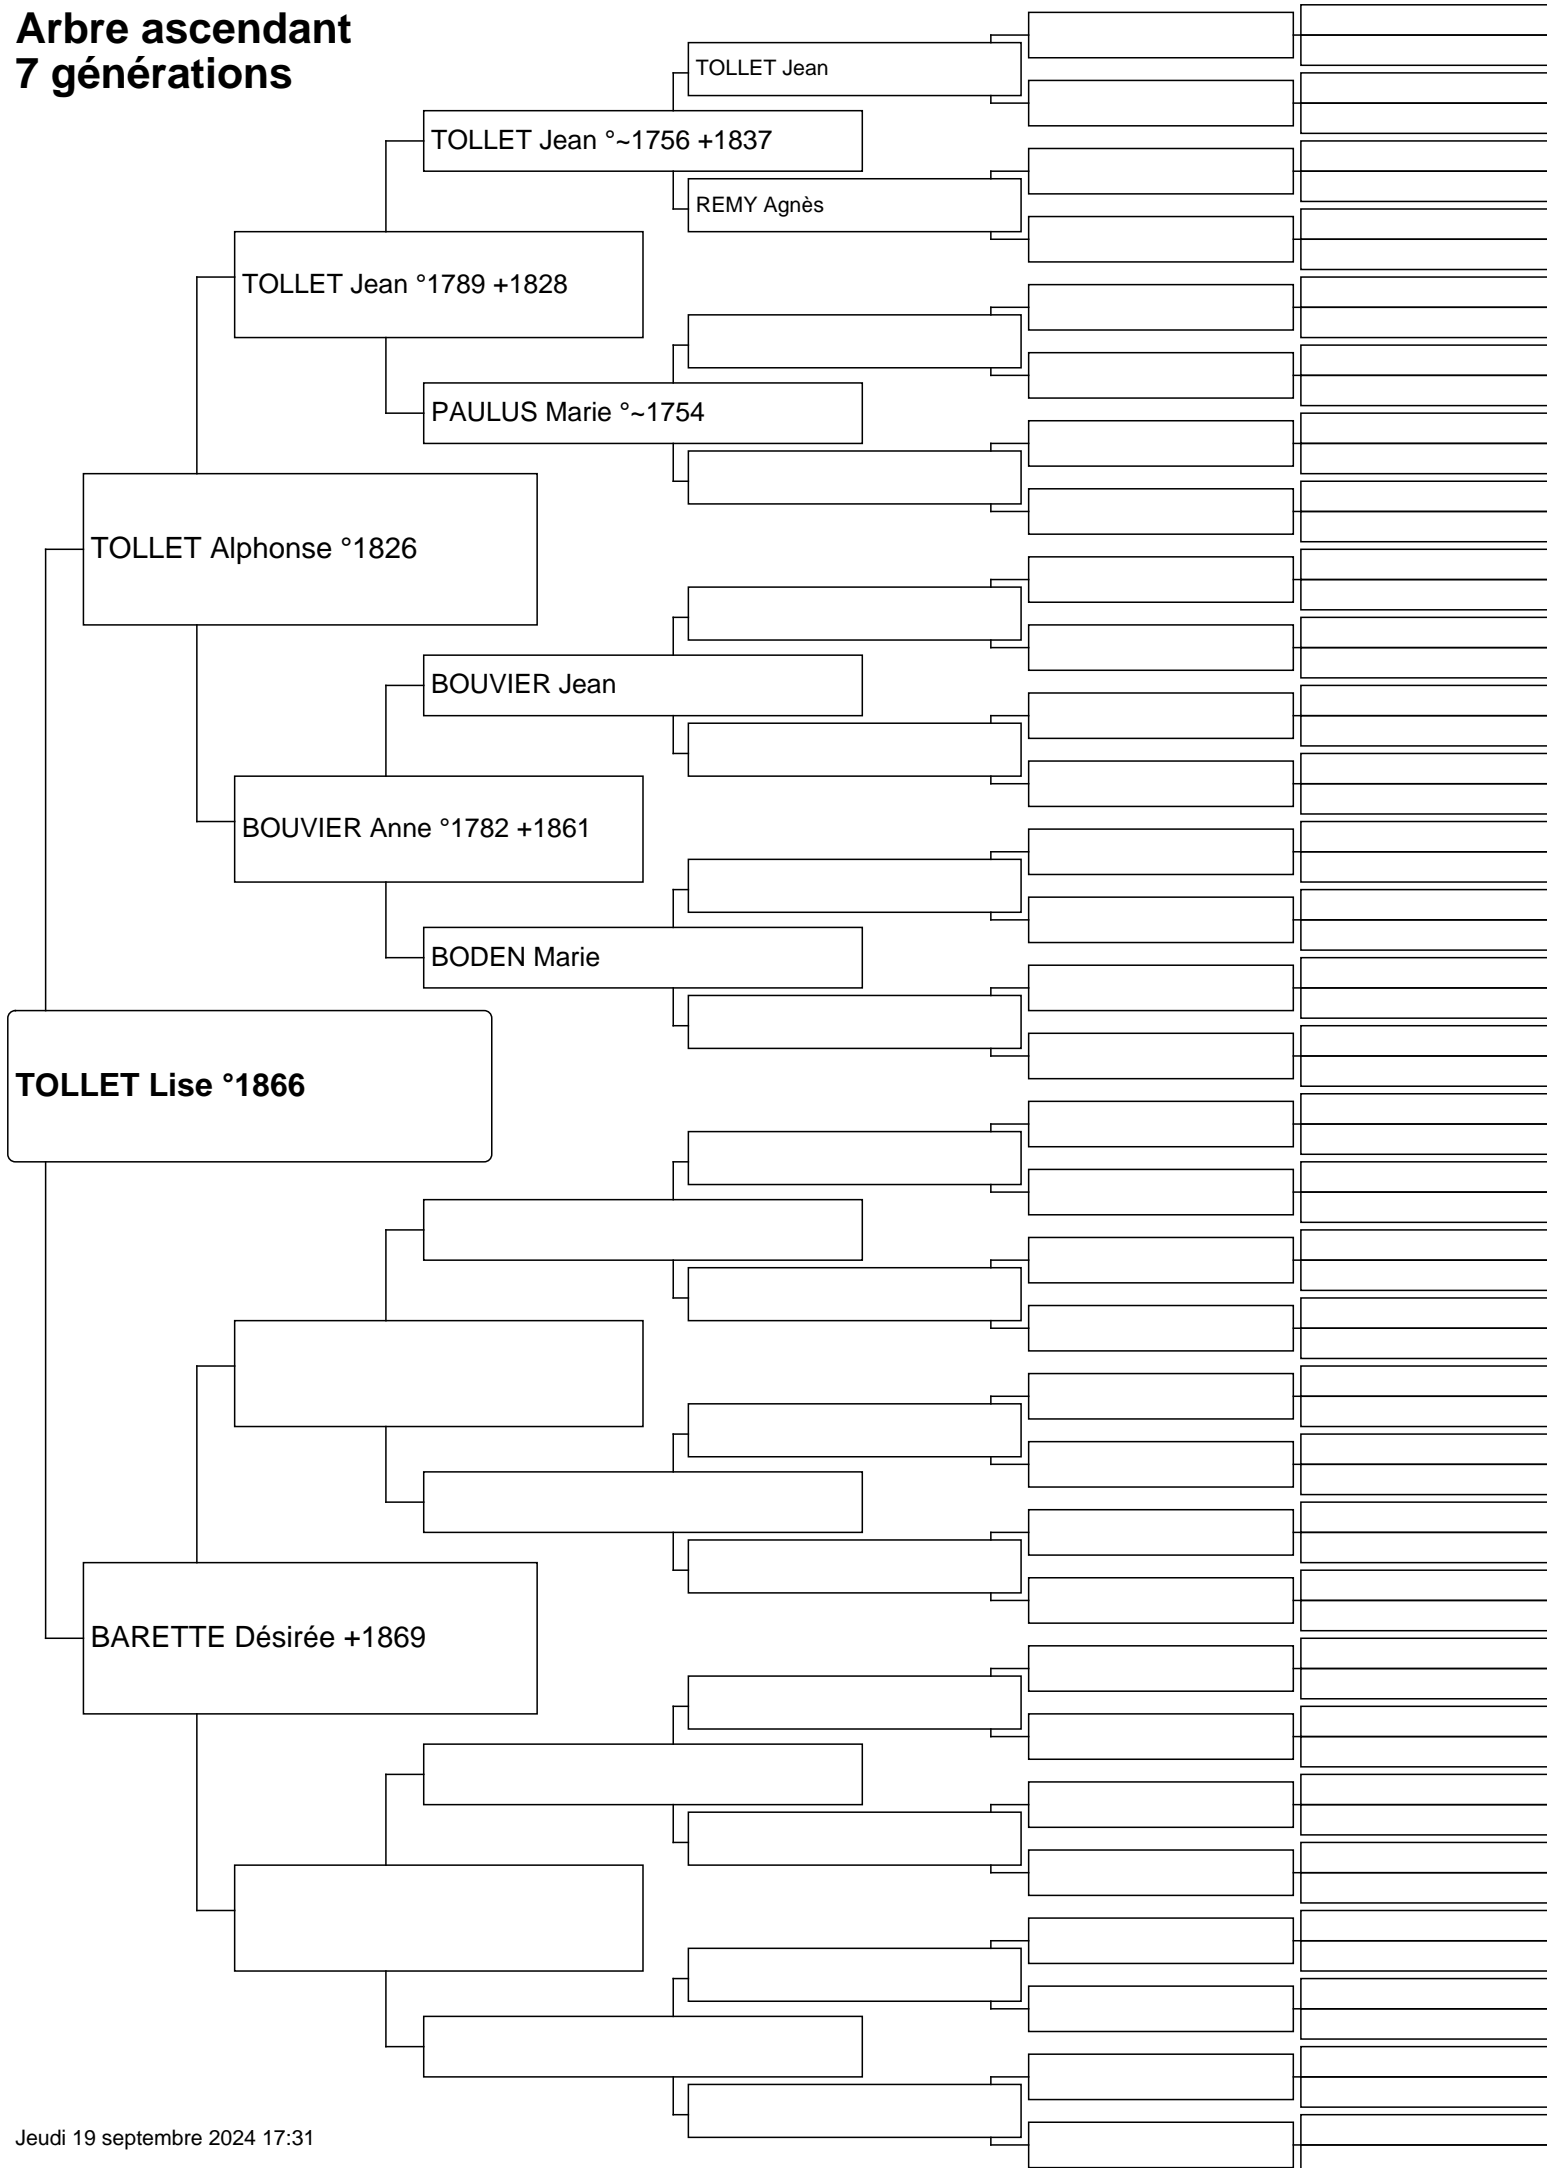 Arbre ascendant
7 générations
TOLLET Jean
TOLLET Jean °~1756 +1837
REMY Agnès
TOLLET Jean °1789 +1828
PAULUS Marie °~1754
TOLLET Alphonse °1826
BOUVIER Jean
BOUVIER Anne °1782 +1861
BODEN Marie
TOLLET Lise °1866
BARETTE Désirée +1869
Jeudi 19 septembre 2024 17:31